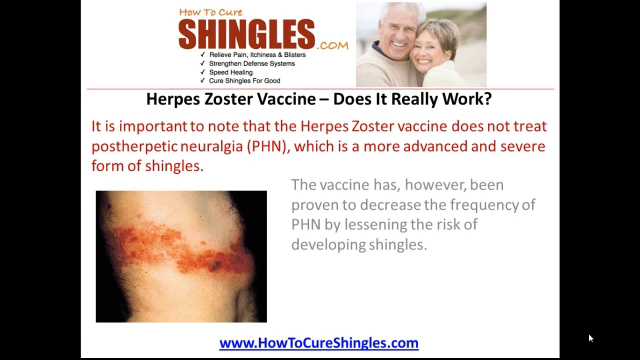 How To Cure
SHINGLES.COM
✓ Relieve Pain, Itchiness & Blisters
✓ Strengthen Defense Systems
✓ Speed Healing
✓ Cure Shingles For Good
Herpes Zoster Vaccine – Does It Really Work?
It is important to note that the Herpes Zoster vaccine does not treat
postherpetic neuralgia (PHN), which is a more advanced and severe
form of shingles.
The vaccine has, however, been
proven to decrease the frequency of
PHN by lessening the risk of
developing shingles.
www.HowToCureShingles.com